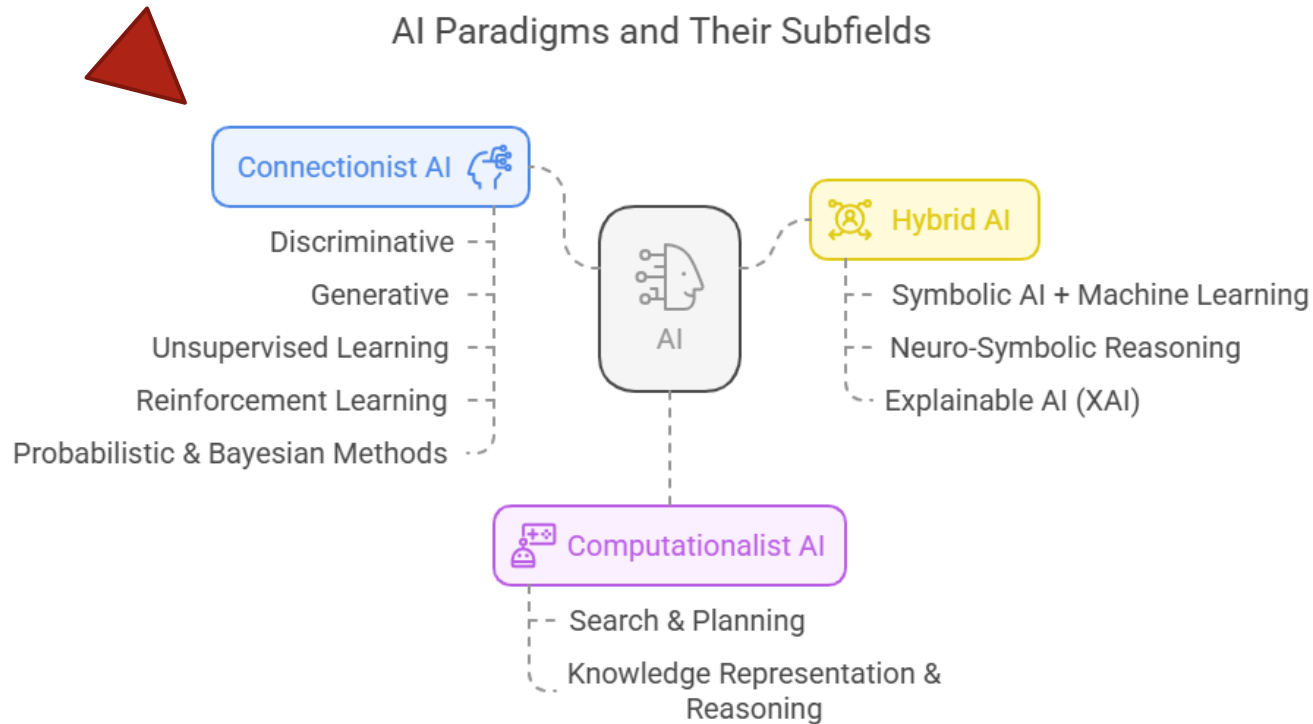 AI Paradigms and Their Subfields
Connectionist AI
Discriminative
Generative
Unsupervised Learning
Reinforcement Learning
Probabilistic & Bayesian Methods
AI
Hybrid AI
Symbolic AI + Machine Learning
Neuro-Symbolic Reasoning
Explainable AI (XAI)
Computationalist AI
Search & Planning
Knowledge Representation &
Reasoning